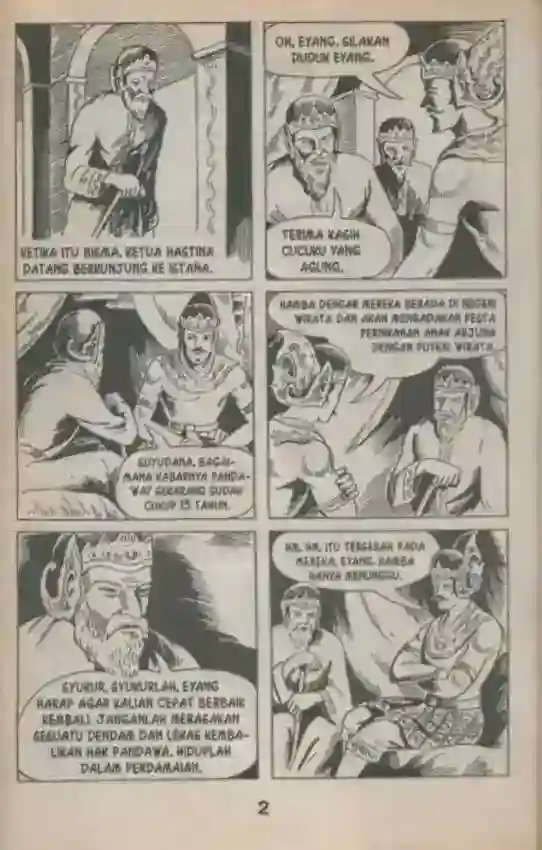 KETIKA ITU BISMA, KETUA HASTINA
DATANG BERKUNJUNG KE ISTANA.
OH, EYANG. SILAKAN
DUDUK EYANG.
TERIMA KASIH
CUCUKU YANG
AGUNG.
SUYUDANA, BAGAI-
MANA KABARNYA PANDA-
WA? SEKARANG SUDAH
CUKUP 13 TAHUN.
HAMBA DENGAR MEREKA BERADA DI NEGERI
WIRATA DAN AKAN MENGADAKAN PESTA
PERNIKAHAN ANAK ARJUNA
DENGAN PUTERI WIRATA.
SYUKUR, SYUKURLAH, EYANG
HARAP AGAR KALIAN CEPAT BERBAIK
KEMBALI. JANGANLAH MERASAKAN
SESUATU DENDAM DAN LEKAS KEMBA-
LIKAN HAK PANDAWA. HIDUPLAH
DALAM PERDAMAIAN.
HM, HM, ITU TERSERAH PADA
MEREKA, EYANG. HAMBA
HANYA MENUNGGU.
2